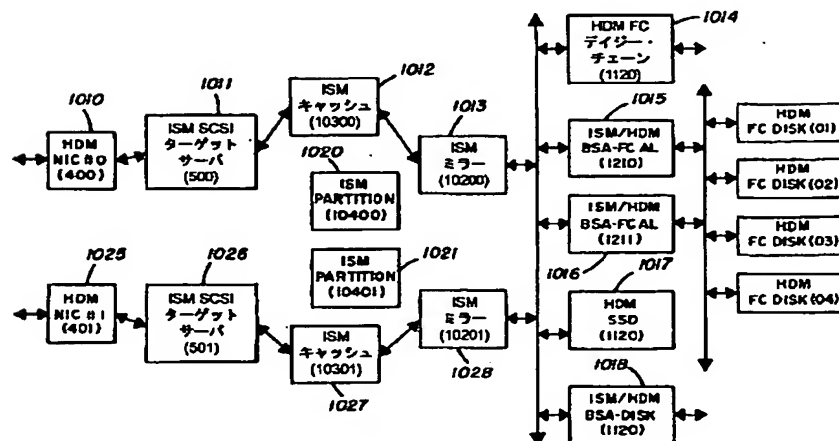 1010
HDM
NIC #0
(400)
1011
ISM SCSI
ターゲット
サーバ
(500)
1012
ISM
キャッシュ
(10300)
1013
ISM
ミラー
(10200)
1020
ISM
PARTITION
(10400)
1014
HDM FC
デイジー・
チェーン
(1120)
1015
ISM/HDM
BSA-FC AL
(1210)
ISM/HDM
BSA-FC AL
(1211)
1016
1017
HDM
SSD
(1120)
1018
ISM/HDM
BSA-DISK
(1120)
HDM
FC DISK (01)
HDM
FC DISK (02)
HDM
FC DISK (03)
HDM
FC DISK (04)
1025
HDM
NIC #1
(401)
1026
ISM SCSI
ターゲット
サーバ
(501)
1021
ISM
PARTITION
(10401)
ISM
キャッシュ
(10301)
1027
ISM
ミラー
(10201)
1028